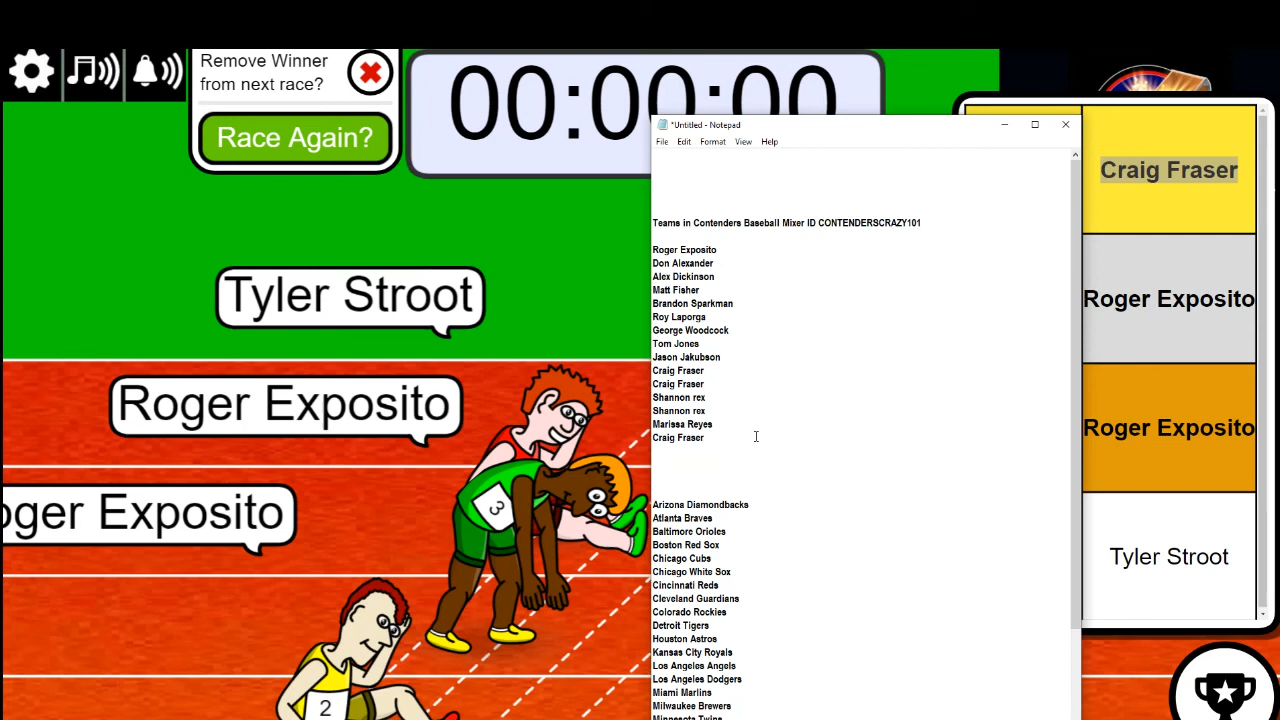 Remove Winner
from next race?
Race Again?
00:00:00
Tyler Stroot
Roger Exposito
oger Exposito
3
2
*Untitled - Notepad
File Edit Format View Help
Teams in Contenders Baseball Mixer ID CONTENDERSCRAZY101
Roger Exposito
Don Alexander
Alex Dickinson
Matt Fisher
Brandon Sparkman
Roy Laporga
George Woodcock
Tom Jones
Jason Jakubson
Craig Fraser
Craig Fraser
Shannon rex
Shannon rex
Marissa Reyes
Craig Fraser
Arizona Diamondbacks
Atlanta Braves
Baltimore Orioles
Boston Red Sox
Chicago Cubs
Chicago White Sox
Cincinnati Reds
Cleveland Guardians
Colorado Rockies
Detroit Tigers
Houston Astros
Kansas City Royals
Los Angeles Angels
Los Angeles Dodgers
Miami Marlins
Milwaukee Brewers
Minnesota Twins
Craig Fraser
Roger Exposito
Roger Exposito
Tyler Stroot